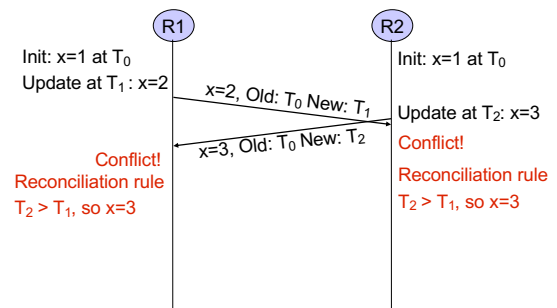 R1
R2
Init: x=1 at T0
Update at T1: x=2
Init: x=1 at T0
x=2, Old: T0 New: T1
Update at T2: x=3
x=3, Old: T0 New: T2
Conflict!
Reconciliation rule
T2 > T1, so x=3
Conflict!
Reconciliation rule
T2 > T1, so x=3